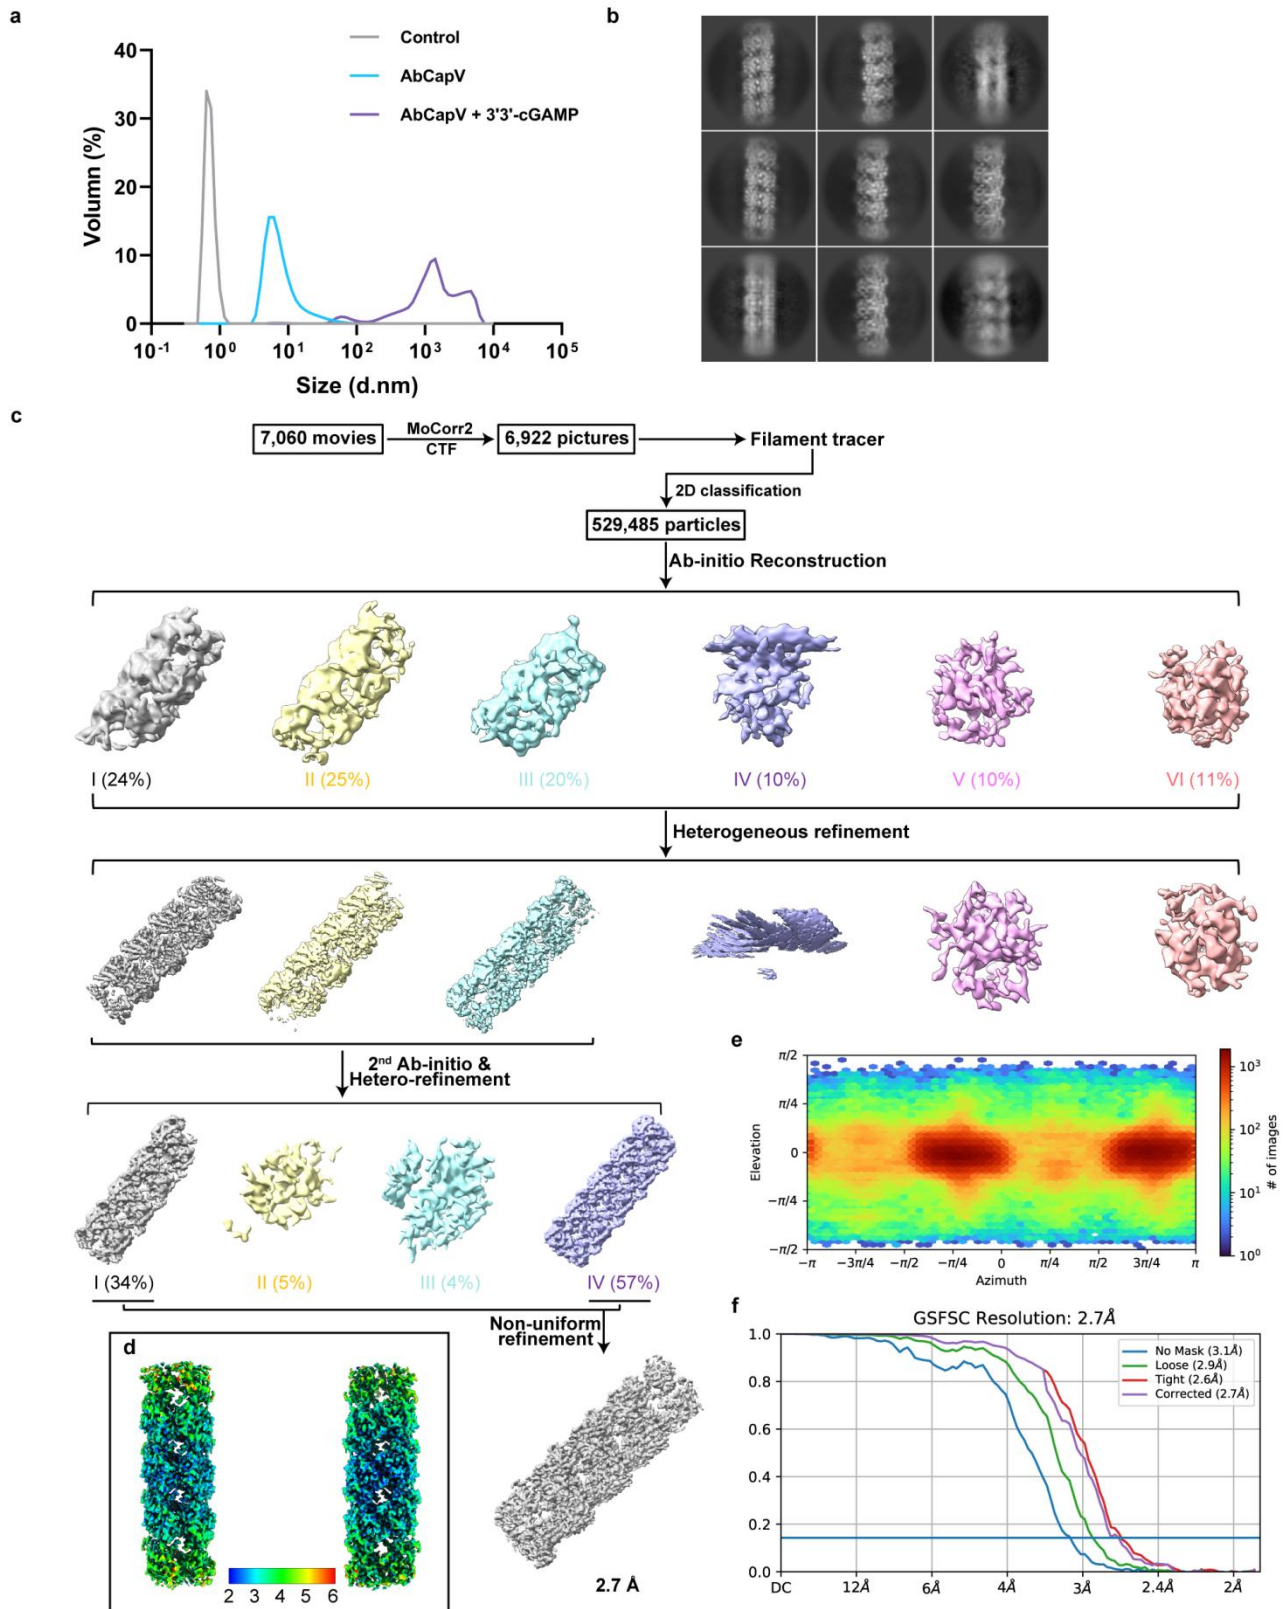 a
Control
AbCapV
AbCapV + 3'3'-cGAMP
40
30
20
10
0
Volumn (%)
10-1
100
101
102
103
104
105
Size (d.nm)
b
c
7,060 movies
MoCorr2
CTF
6,922 pictures
Filament tracer
2D classification
529,485 particles
Ab-initio Reconstruction
I (24%)
II (25%)
III (20%)
IV (10%)
V (10%)
VI (11%)
Heterogeneous refinement
2nd Ab-initio &
Hetero-refinement
I (34%)
II (5%)
III (4%)
IV (57%)
Non-uniform
refinement
2.7 Å
d
2 3 4 5 6
e
π/2
π/4
0
−π/4
−π/2
Elevation
−π
−3π/4
−π/2
−π/4
0
π/4
π/2
3π/4
π
Azimuth
103
102
101
100
# of images
f
GSFSC Resolution: 2.7Å
No Mask (3.1Å)
Loose (2.9Å)
Tight (2.6Å)
Corrected (2.7Å)
1.0
0.8
0.6
0.4
0.2
0.0
DC
12Å
6Å
4Å
3Å
2.4Å
2Å